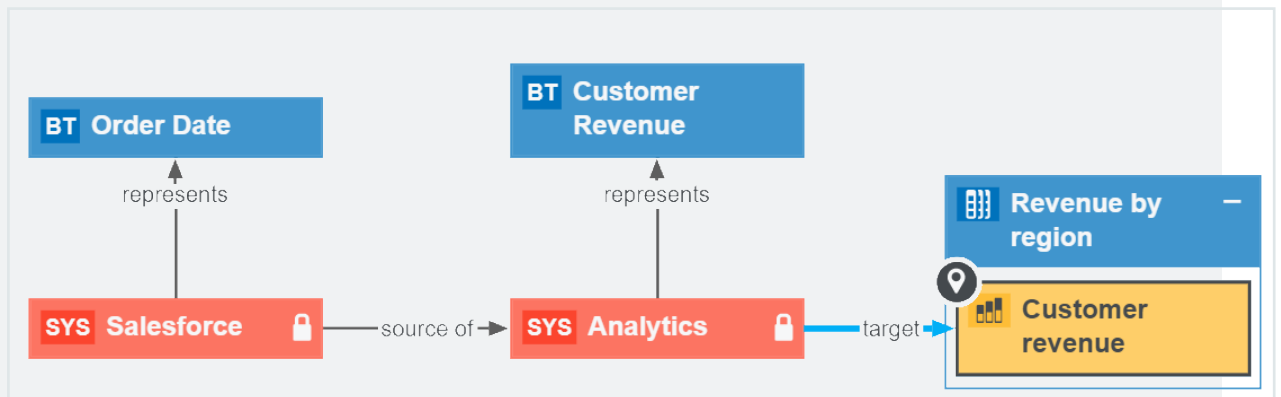 BT Customer
Revenue
BT Order Date
represents
represents
Revenue by
region
SYS Salesforce
source of
SYS Analytics
target
Customer
revenue